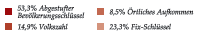 53,3% Abgestufter
Bevölkerungsschlüssel
14,9% Volkszahl
8,5% Örtliches Aufkommen
23,3% Fix-Schlüssel